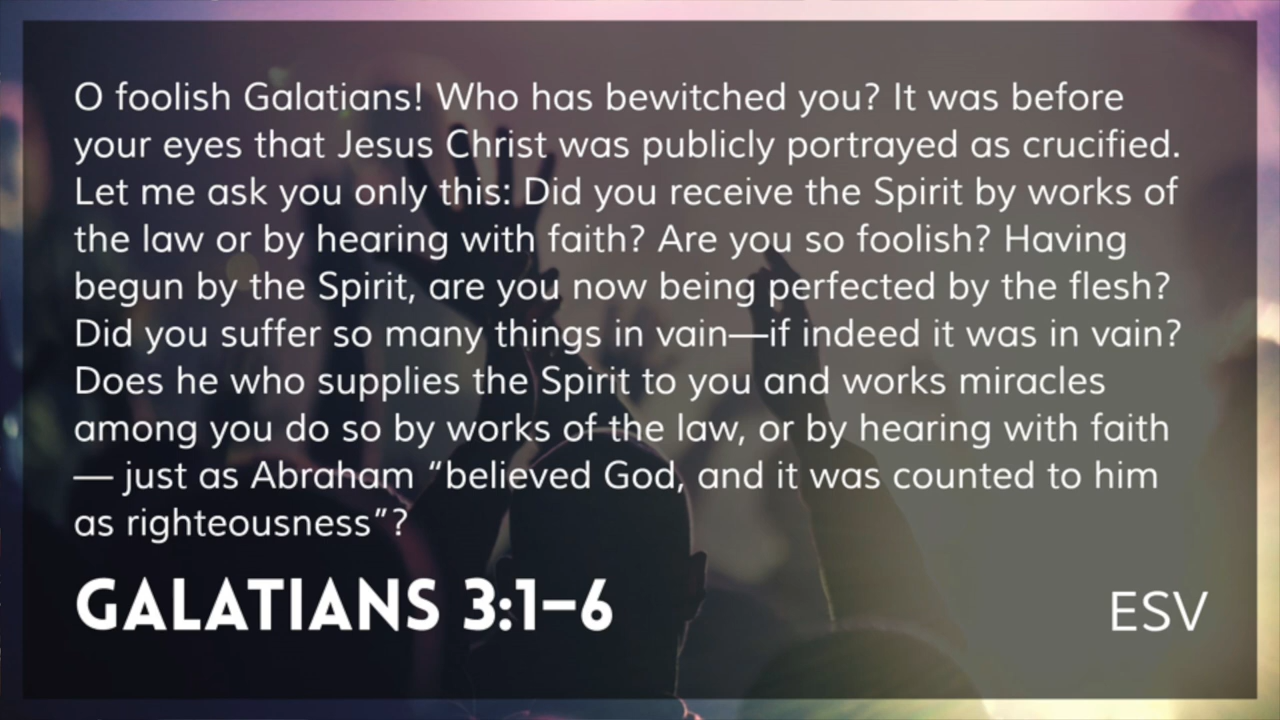 O foolish Galatians! Who has bewitched you? It was before
your eyes that Jesus Christ was publicly portrayed as crucified.
Let me ask you only this: Did you receive the Spirit by works of
the law or by hearing with faith? Are you so foolish? Having
begun by the Spirit, are you now being perfected by the flesh?
Did you suffer so many things in vain—if indeed it was in vain?
Does he who supplies the Spirit to you and works miracles
among you do so by works of the law, or by hearing with faith
— just as Abraham “believed God, and it was counted to him
as righteousness”?
GALATIANS 3:1–6
ESV